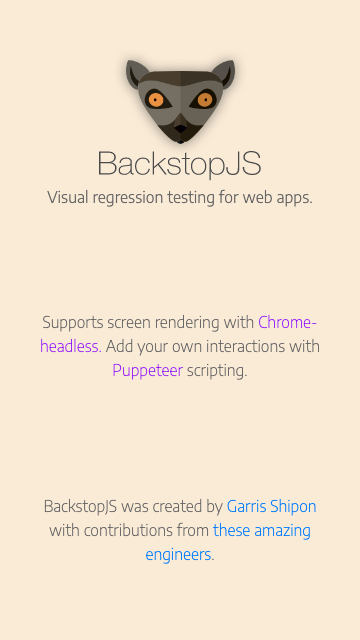 BackstopJS
Visual regression testing for web apps.
Supports screen rendering with Chrome-
headless. Add your own interactions with
Puppeteer scripting.
BackstopJS was created by Garris Shipon
with contributions from these amazing
engineers.